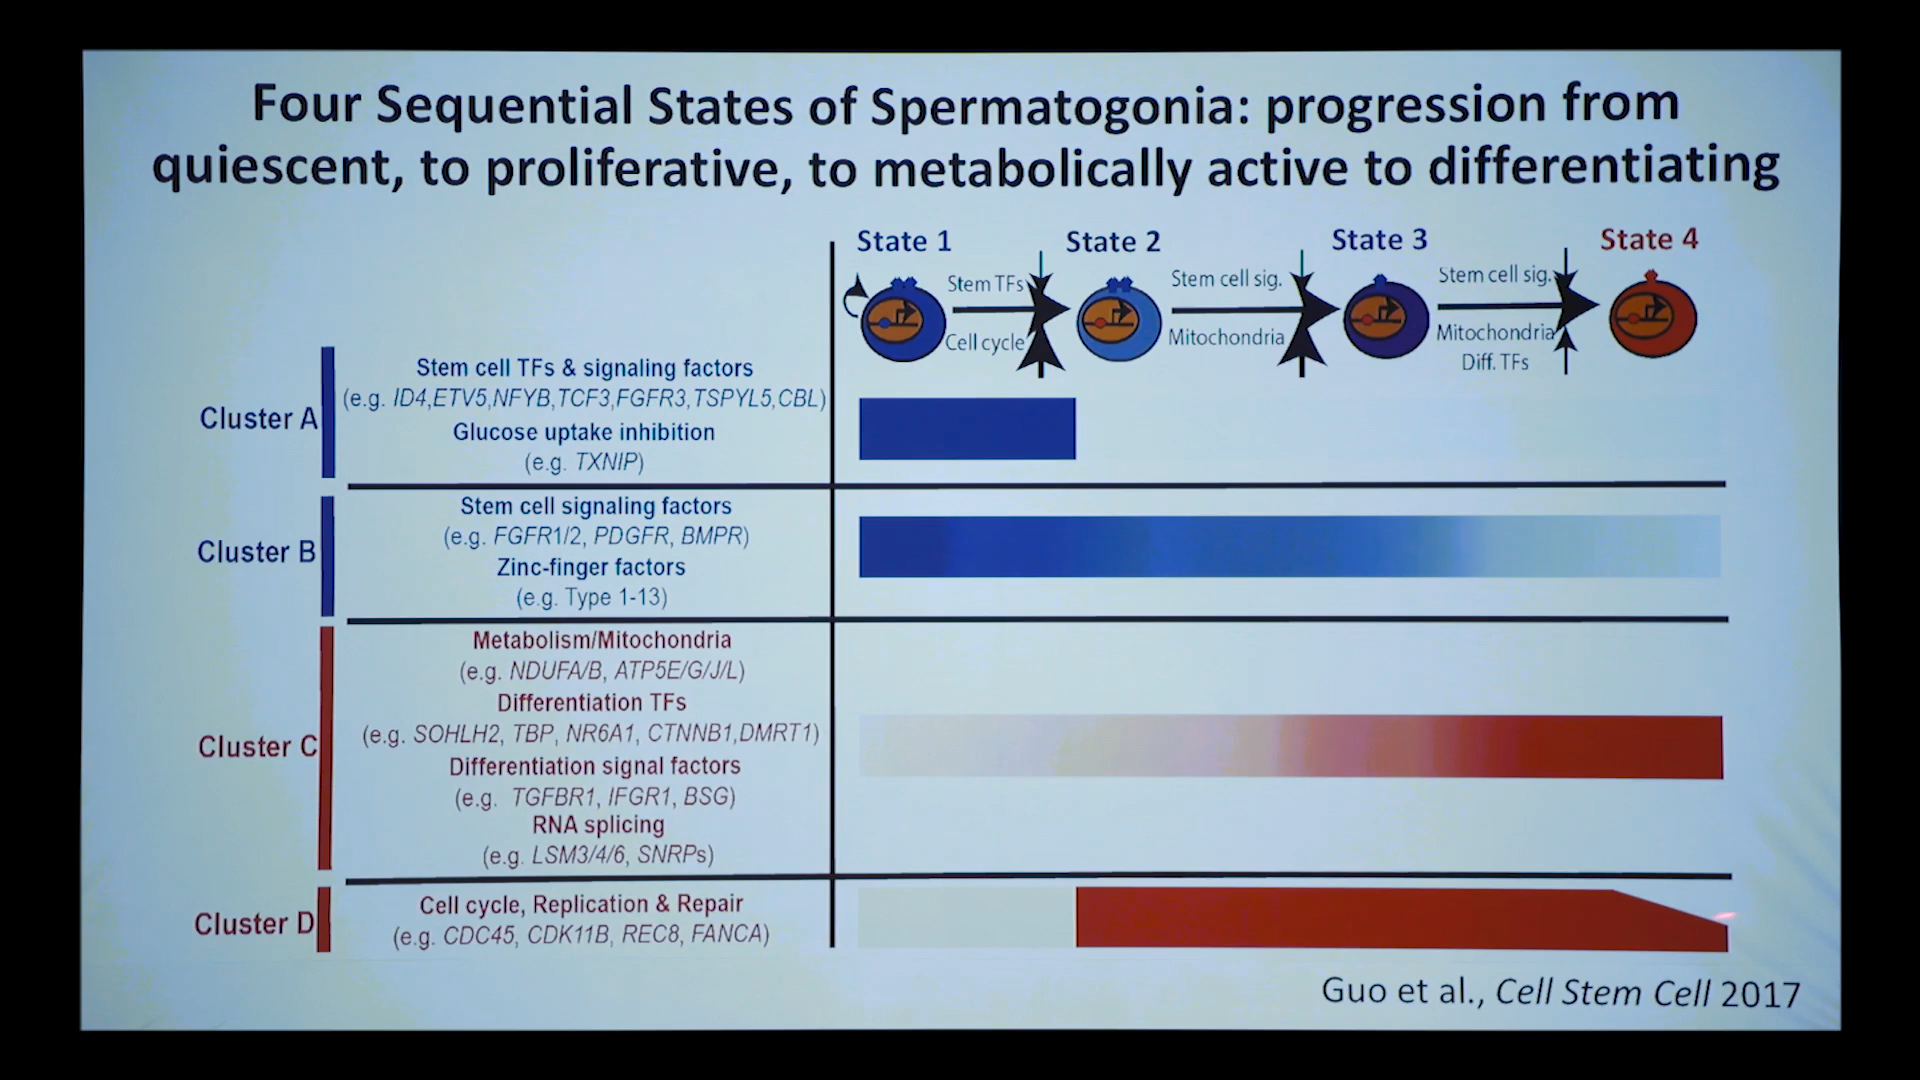 Four Sequential States of Spermatogonia: progression from
quiescent, to proliferative, to metabolically active to differentiating
State 1
State 2
State 3
State 4
Stem TFs
Cell cycle
Stem cell sig.
Mitochondria
Stem cell sig.
Mitochondria
Diff. TFs
Cluster A
Stem cell TFs & signaling factors
(e.g. ID4,ETV5,NFYB,TCF3,FGFR3,TSPYL5,CBL)
Glucose uptake inhibition
(e.g. TXNIP)
Cluster B
Stem cell signaling factors
(e.g. FGFR1/2, PDGFR, BMPR)
Zinc-finger factors
(e.g. Type 1-13)
Cluster C
Metabolism/Mitochondria
(e.g. NDUFA/B, ATP5E/G/J/L)
Differentiation TFs
(e.g. SOHLH2, TBP, NR6A1, CTNNB1,DMRT1)
Differentiation signal factors
(e.g. TGFBR1, IFGR1, BSG)
RNA splicing
(e.g. LSM3/4/6, SNRPs)
Cluster D
Cell cycle, Replication & Repair
(e.g. CDC45, CDK11B, REC8, FANCA)
Guo et al., Cell Stem Cell 2017